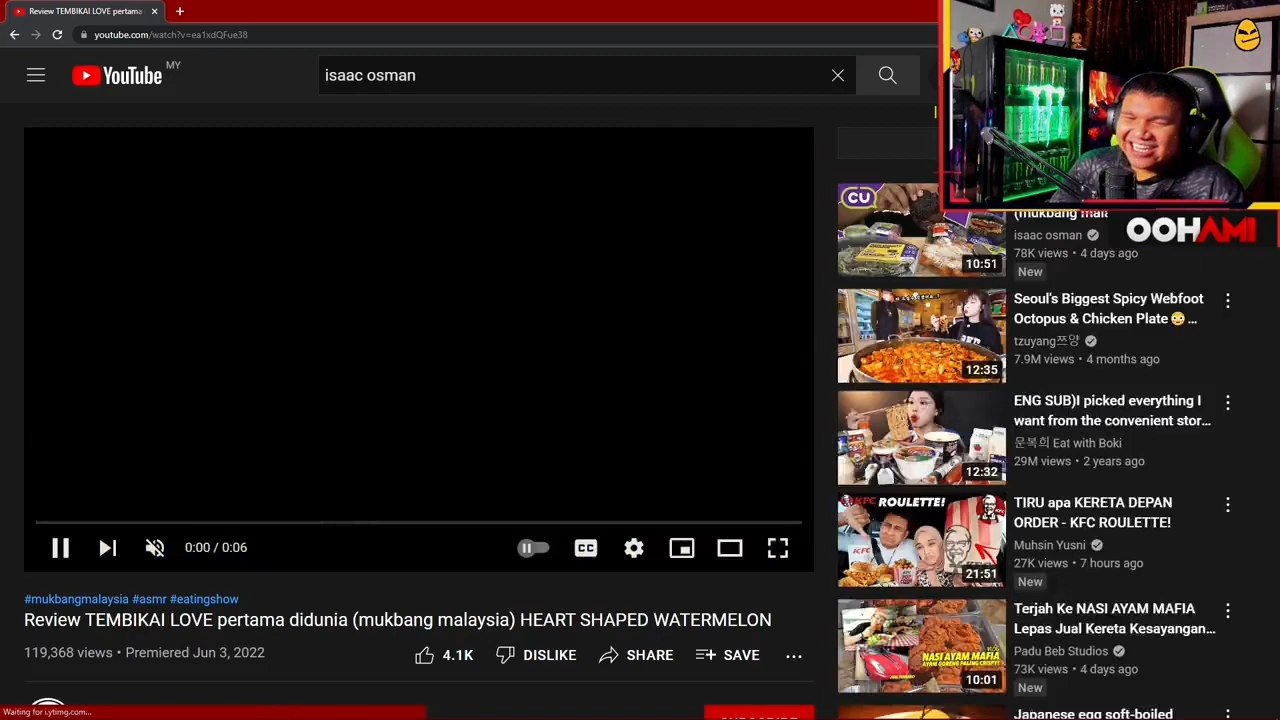 Review TEMBIKAI LOVE pertama
youtube.com/watch?v=ea1xdQFue38
YouTube MY
isaac osman
OOHAMI
CU
10:51
(mukbang mala
isaac osman
78K views • 4 days ago
New
12:35
Seoul's Biggest Spicy Webfoot
Octopus & Chicken Plate 😳 ...
tzuyang쯔양
7.9M views • 4 months ago
12:32
ENG SUB)I picked everything I
want from the convenient stor...
문복희 Eat with Boki
29M views • 2 years ago
KFC ROULETTE!
KFC
21:51
TIRU apa KERETA DEPAN
ORDER - KFC ROULETTE!
Muhsin Yusni
27K views • 7 hours ago
New
NASI AYAM MAFIA
10:01
Terjah Ke NASI AYAM MAFIA
Lepas Jual Kereta Kesayangan...
Padu Beb Studios
73K views • 4 days ago
New
Japanese egg soft-boiled
0:00 / 0:06
CC
#mukbangmalaysia #asmr #eatingshow
Review TEMBIKAI LOVE pertama didunia (mukbang malaysia) HEART SHAPED WATERMELON
119,368 views • Premiered Jun 3, 2022
4.1K DISLIKE SHARE SAVE
Waiting for i.ytimg.com...